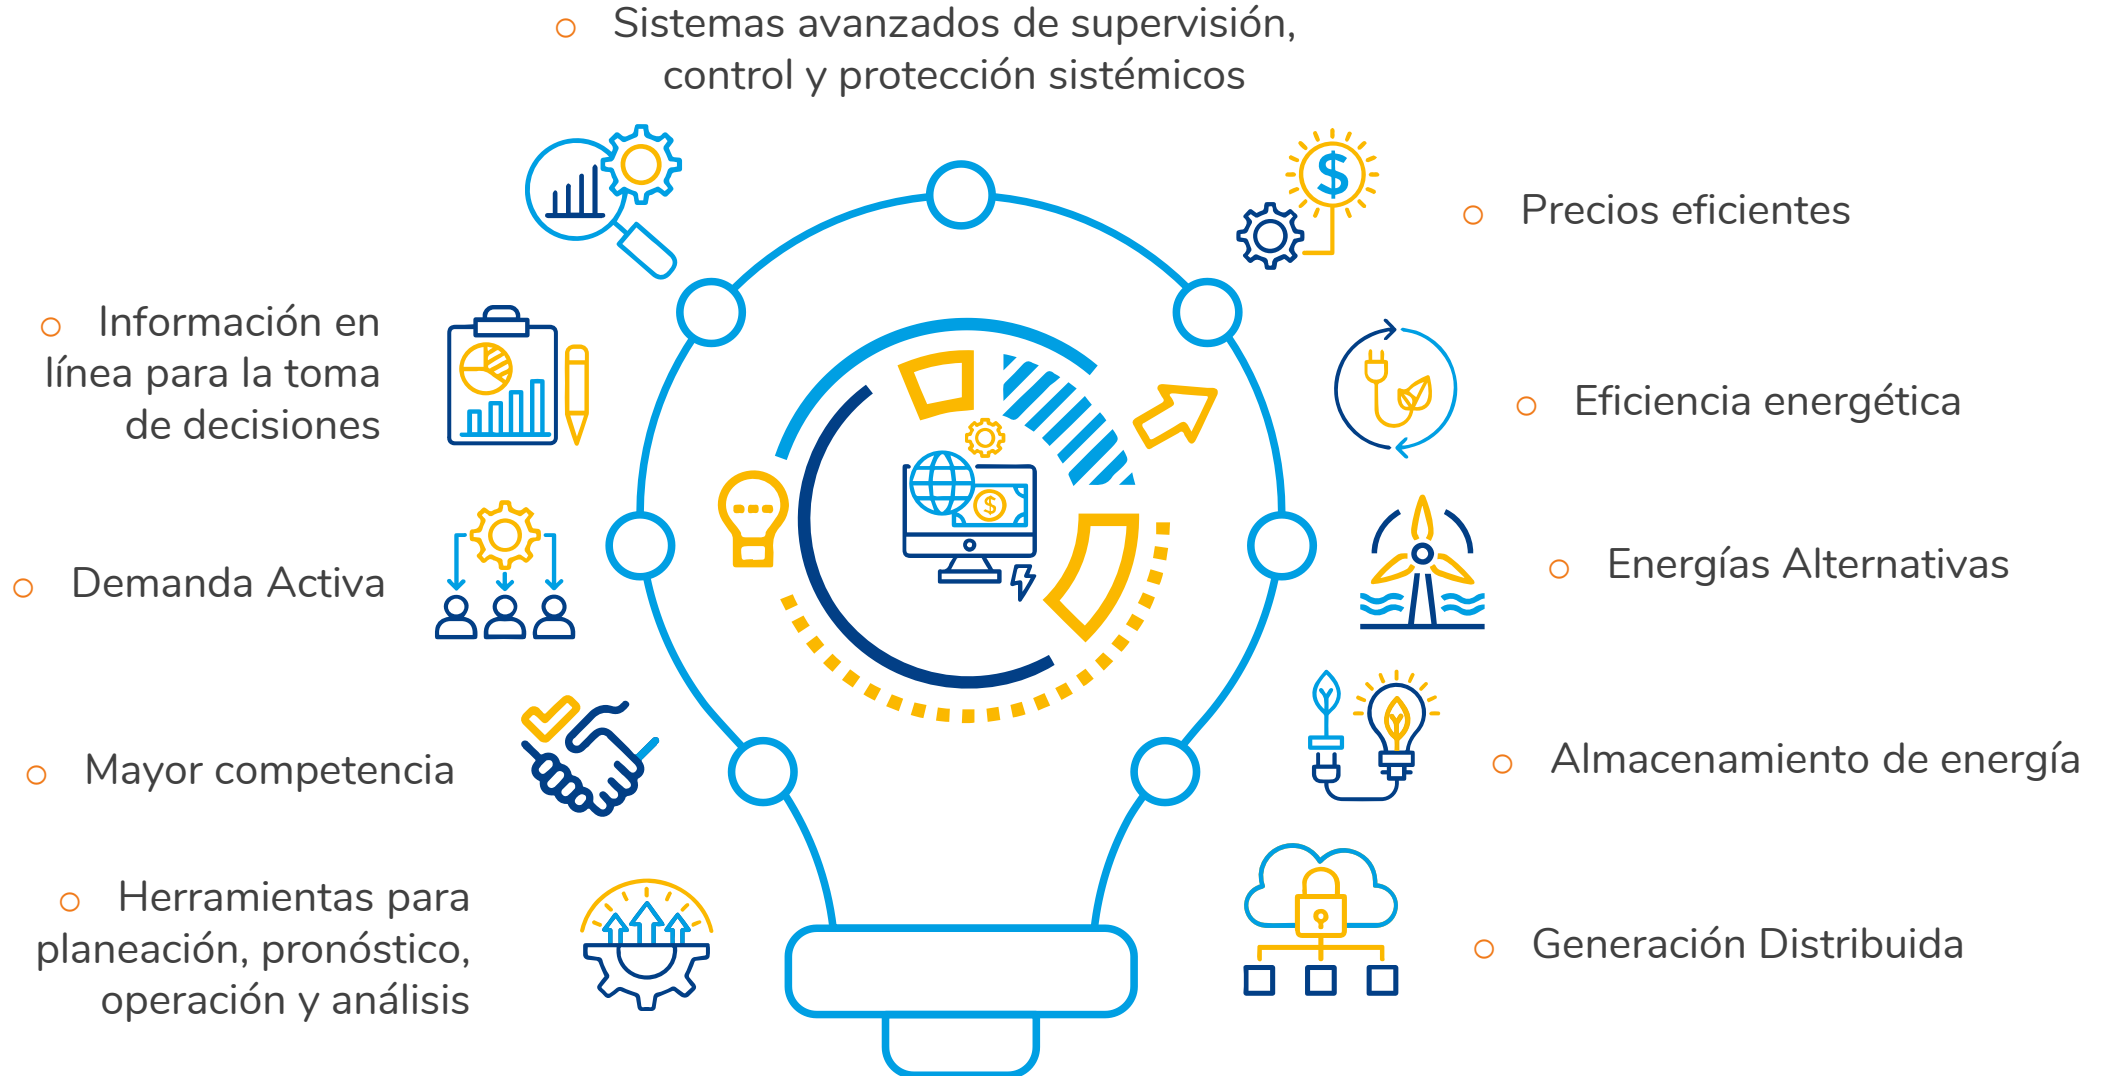 Sistemas avanzados de supervisión,
control y protección sistémicos
Precios eficientes
Información en
línea para la toma
de decisiones
Eficiencia energética
Demanda Activa
Energías Alternativas
Mayor competencia
Almacenamiento de energía
Herramientas para
planeación, pronóstico,
operación y análisis
Generación Distribuida